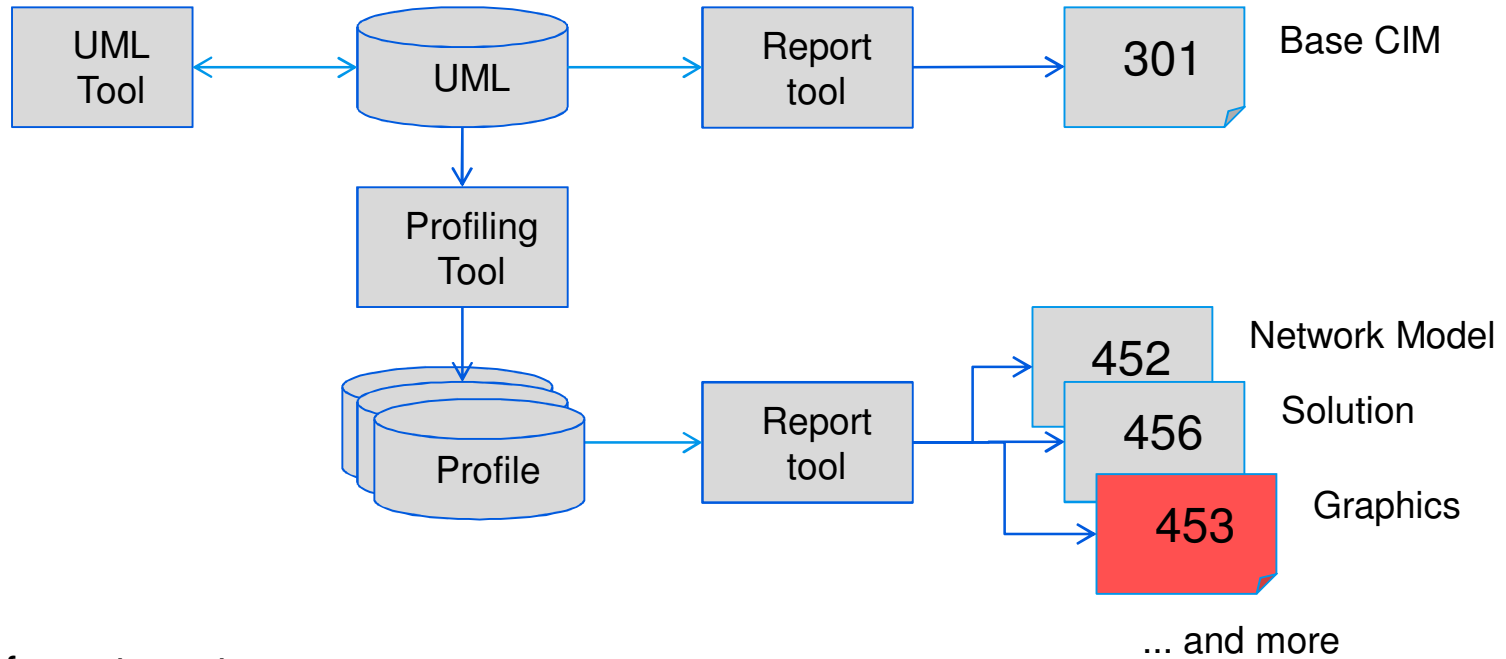 UML
Tool
UML
Report
tool
301
Base CIM
Profiling
Tool
Profile
Report
tool
452
Network Model
456
Solution
453
Graphics
... and more